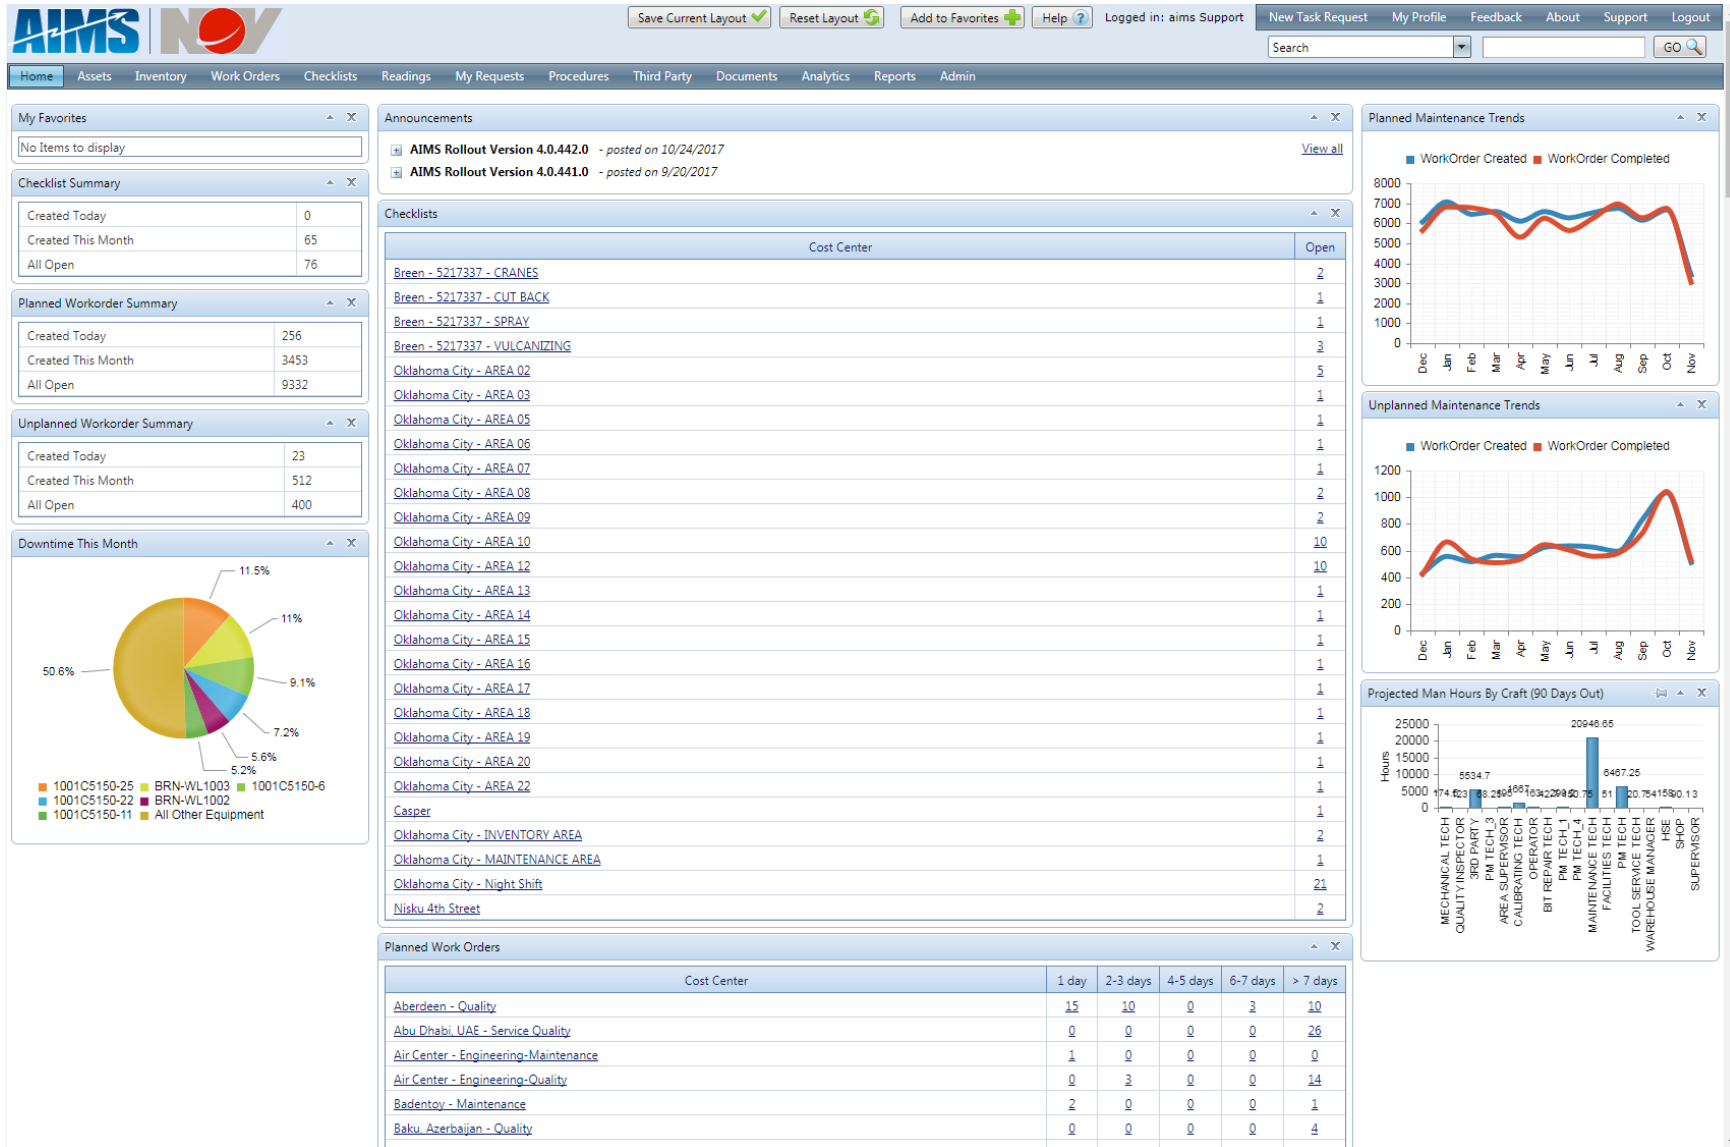 AIMS NOV
Save Current Layout
Reset Layout
Add to Favorites
Help
Logged in: aims Support
New Task Request My Profile Feedback About Support Logout
Search
GO
Home Assets Inventory Work Orders Checklists Readings My Requests Procedures Third Party Documents Analytics Reports Admin
My Favorites
No Items to display
Checklist Summary
Created Today 0
Created This Month 65
All Open 76
Planned Workorder Summary
Created Today 256
Created This Month 3453
All Open 9332
Unplanned Workorder Summary
Created Today 23
Created This Month 512
All Open 400
Downtime This Month
11.5%
11%
50.6%
9.1%
7.2%
5.6%
5.2%
1001C5150-25 BRN-WL1003 1001C5150-6
1001C5150-22 BRN-WL1002
1001C5150-11 All Other Equipment
Announcements
AIMS Rollout Version 4.0.442.0 - posted on 10/24/2017 View all
AIMS Rollout Version 4.0.441.0 - posted on 9/20/2017
Checklists
Cost Center Open
Breen - 5217337 - CRANES 2
Breen - 5217337 - CUT BACK 1
Breen - 5217337 - SPRAY 1
Breen - 5217337 - VULCANIZING 3
Oklahoma City - AREA 02 5
Oklahoma City - AREA 03 1
Oklahoma City - AREA 05 1
Oklahoma City - AREA 06 1
Oklahoma City - AREA 07 1
Oklahoma City - AREA 08 2
Oklahoma City - AREA 09 2
Oklahoma City - AREA 10 10
Oklahoma City - AREA 12 10
Oklahoma City - AREA 13 1
Oklahoma City - AREA 14 1
Oklahoma City - AREA 15 1
Oklahoma City - AREA 16 1
Oklahoma City - AREA 17 1
Oklahoma City - AREA 18 1
Oklahoma City - AREA 19 1
Oklahoma City - AREA 20 1
Oklahoma City - AREA 22 1
Casper 1
Oklahoma City - INVENTORY AREA 2
Oklahoma City - MAINTENANCE AREA 1
Oklahoma City - Night Shift 21
Nisku 4th Street 2
Planned Work Orders
Cost Center 1 day 2-3 days 4-5 days 6-7 days > 7 days
Aberdeen - Quality 15 10 0 3 10
Abu Dhabi, UAE - Service Quality 0 0 0 0 26
Air Center - Engineering-Maintenance 1 0 0 0 0
Air Center - Engineering-Quality 0 3 0 0 14
Badentoy - Maintenance 2 0 0 0 1
Baku, Azerbaijan - Quality 0 0 0 0 4
Planned Maintenance Trends
WorkOrder Created WorkOrder Completed
8000
7000
6000
5000
4000
3000
2000
1000
0
Dec Jan Feb Mar Apr May Jun Jul Aug Sep Oct Nov
Unplanned Maintenance Trends
WorkOrder Created WorkOrder Completed
1200
1000
800
600
400
200
0
Dec Jan Feb Mar Apr May Jun Jul Aug Sep Oct Nov
Projected Man Hours By Craft (90 Days Out)
Hours
25000
20000
15000
10000
5000
0
20946.65
5534.7
6467.25
1667
MECHANICAL TECH
QUALITY INSPECTOR
3RD PARTY
PM TECH_3
AREA SUPERVISOR
CALIBRATING TECH
OPERATOR
BIT REPAIR TECH
PM TECH_1
PM TECH_4
MAINTENANCE TECH
FACILITIES TECH
PM TECH
TOOL SERVICE TECH
WAREHOUSE MANAGER
HSE
SHOP
SUPERVISOR